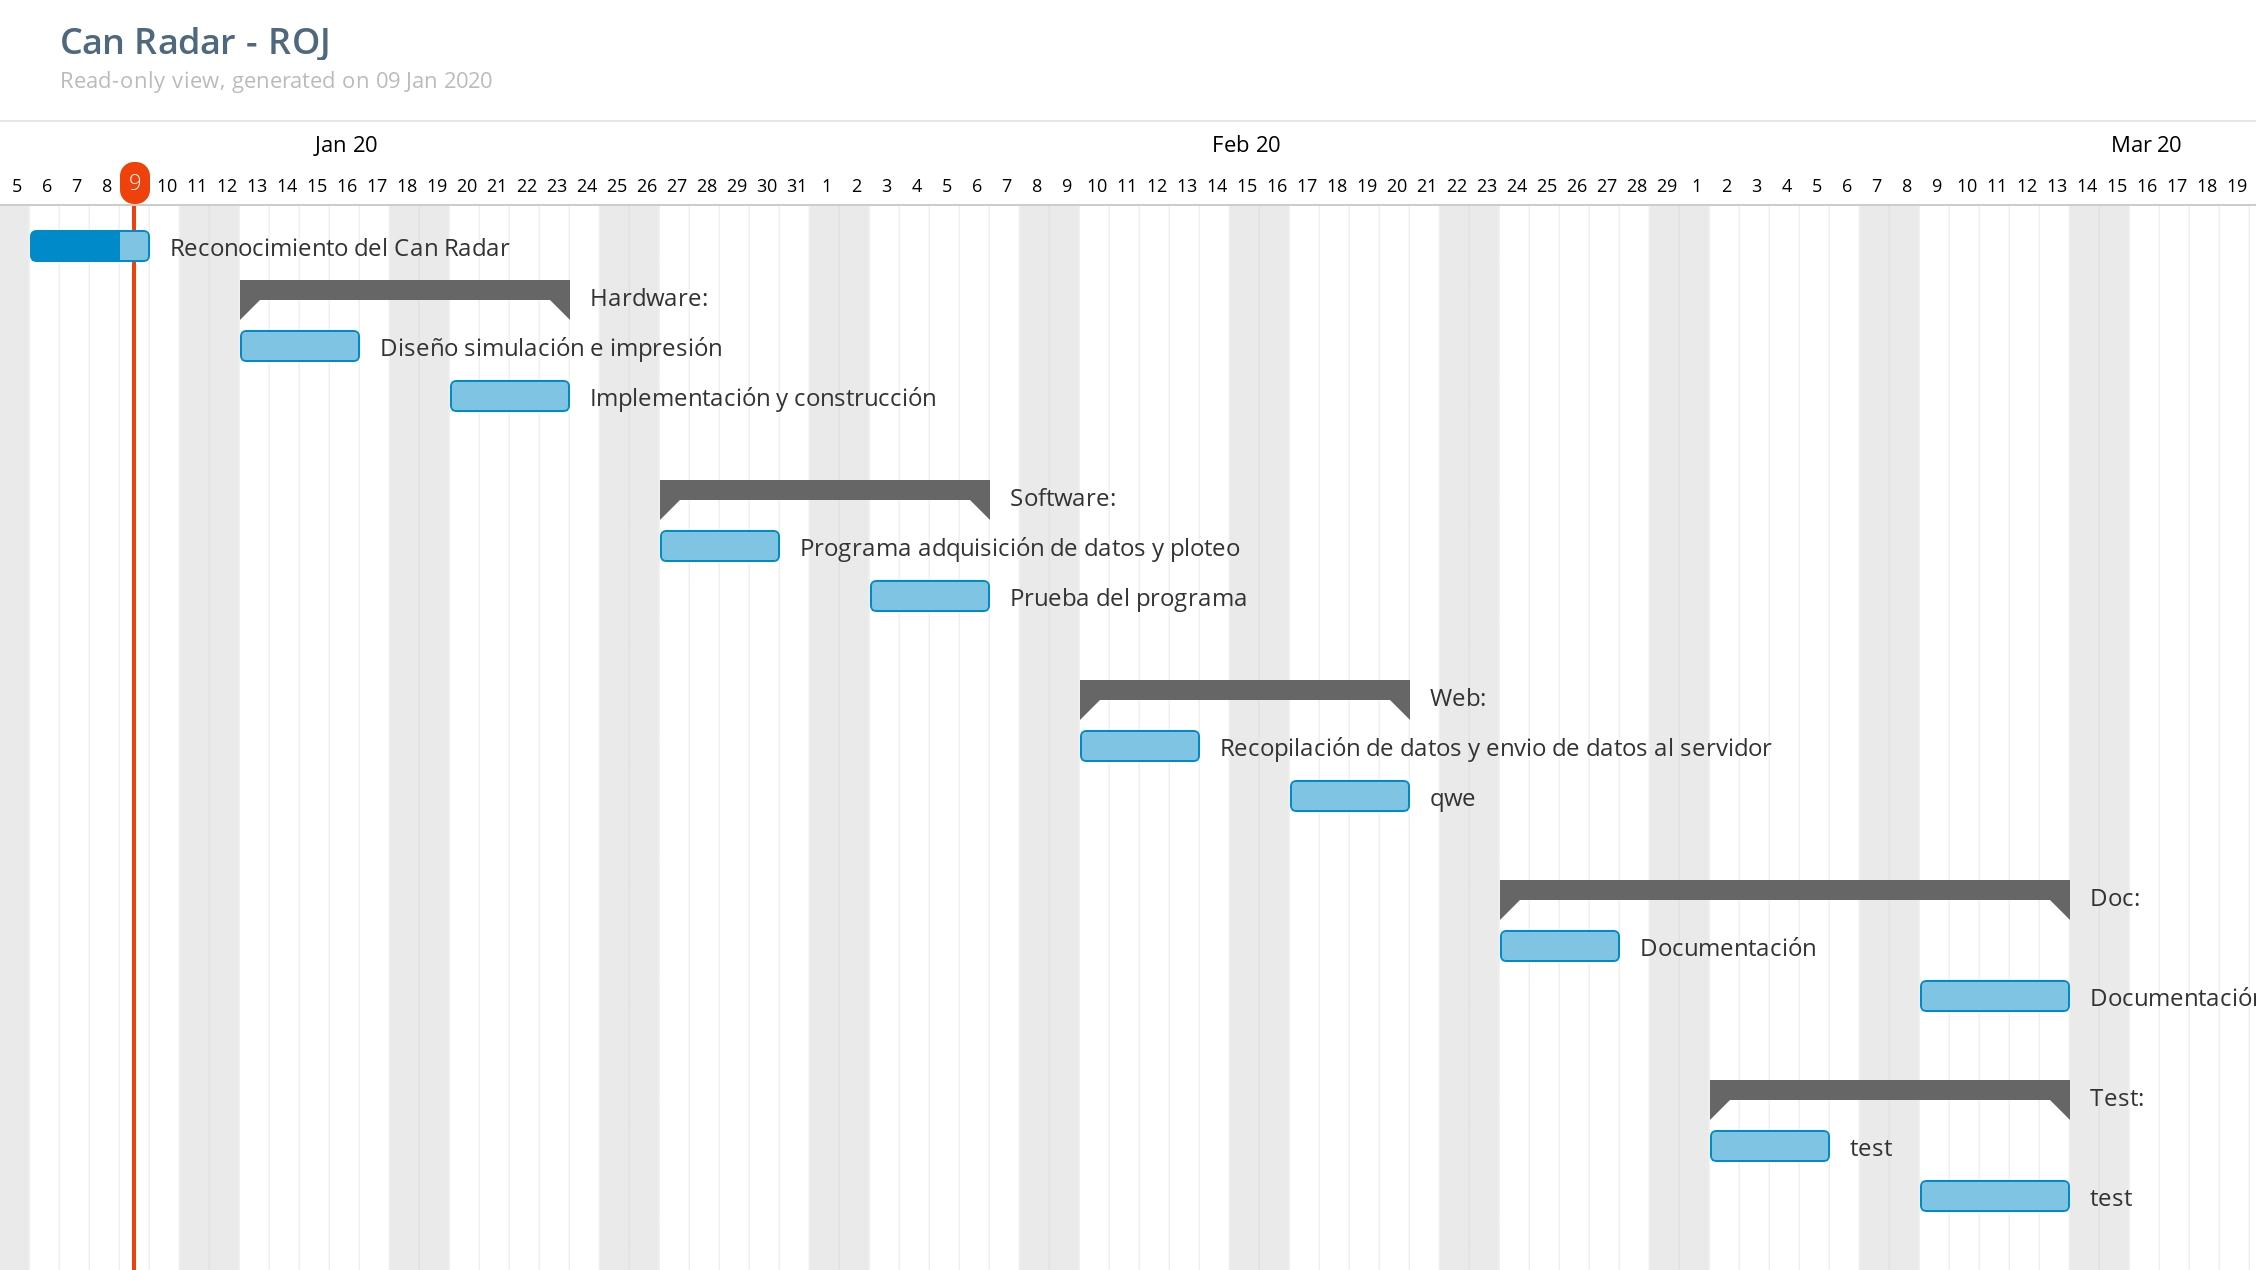 Can Radar - ROJ
Read-only view, generated on 09 Jan 2020
Jan 20 Feb 20 Mar 20
5 6 7 8 9 10 11 12 13 14 15 16 17 18 19 20 21 22 23 24 25 26 27 28 29 30 31 1 2 3 4 5 6 7 8 9 10 11 12 13 14 15 16 17 18 19 20 21 22 23 24 25 26 27 28 29 1 2 3 4 5 6 7 8 9 10 11 12 13 14 15 16 17 18 19
Reconocimiento del Can Radar
Hardware:
Diseño simulación e impresión
Implementación y construcción
Software:
Programa adquisición de datos y ploteo
Prueba del programa
Web:
Recopilación de datos y envio de datos al servidor
qwe
Doc:
Documentación
Documentación
Test:
test
test